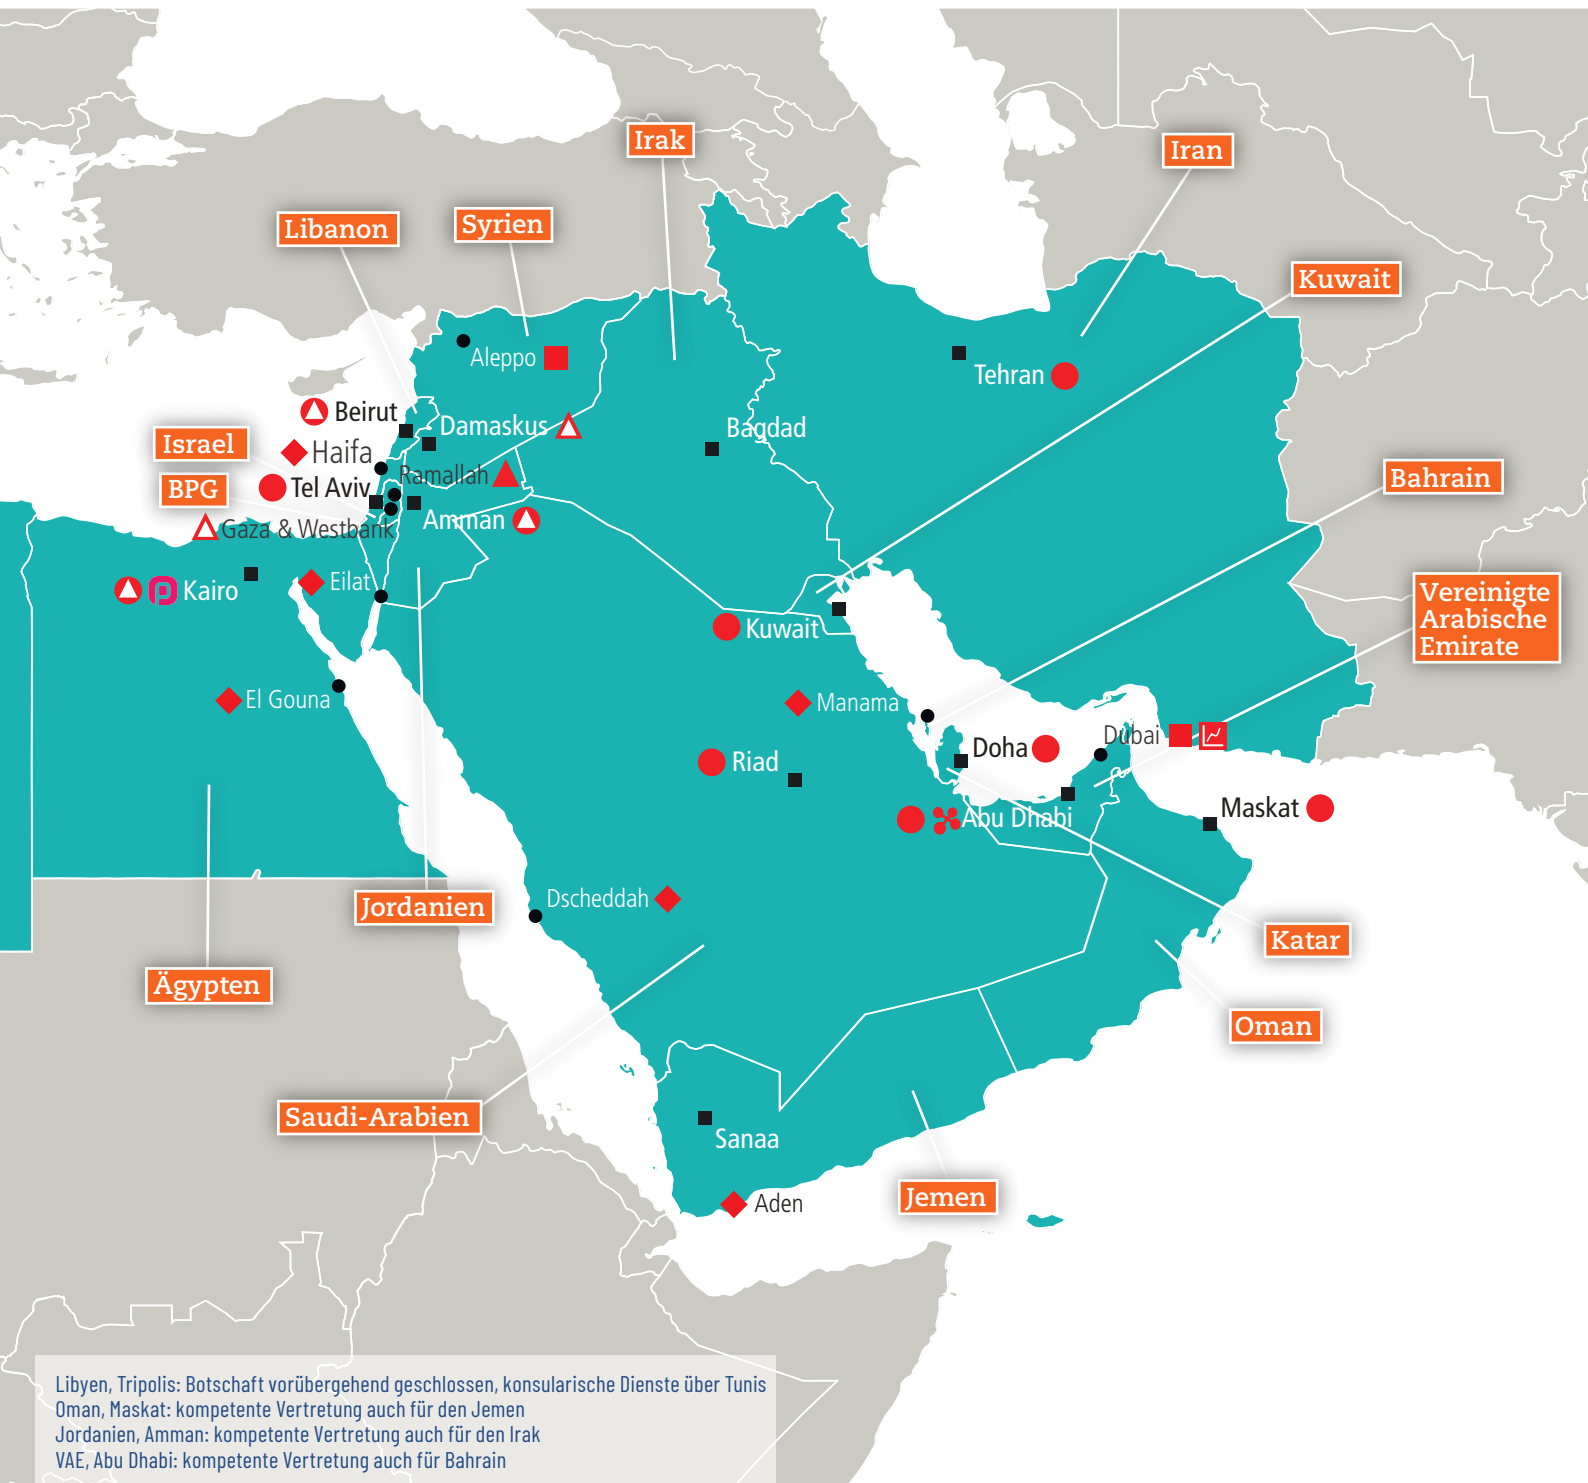 Irak
Iran
Libanon
Syrien
Kuwait
Aleppo
Tehran
Beirut
Damaskus
Bagdad
Israel
Haifa
Ramallah
Bahrain
BPG
Tel Aviv
Gaza & Westbank
Amman
Kairo
Eilat
Vereinigte
Arabische
Emirate
Kuwait
El Gouna
Manama
Dubai
Doha
Riad
Maskat
Abu Dhabi
Dscheddah
Jordanien
Katar
Ägypten
Oman
Saudi-Arabien
Sanaa
Jemen
Aden
Libyen, Tripolis: Botschaft vorübergehend geschlossen, konsularische Dienste über Tunis
Oman, Maskat: kompetente Vertretung auch für den Jemen
Jordanien, Amman: kompetente Vertretung auch für den Irak
VAE, Abu Dhabi: kompetente Vertretung auch für Bahrain